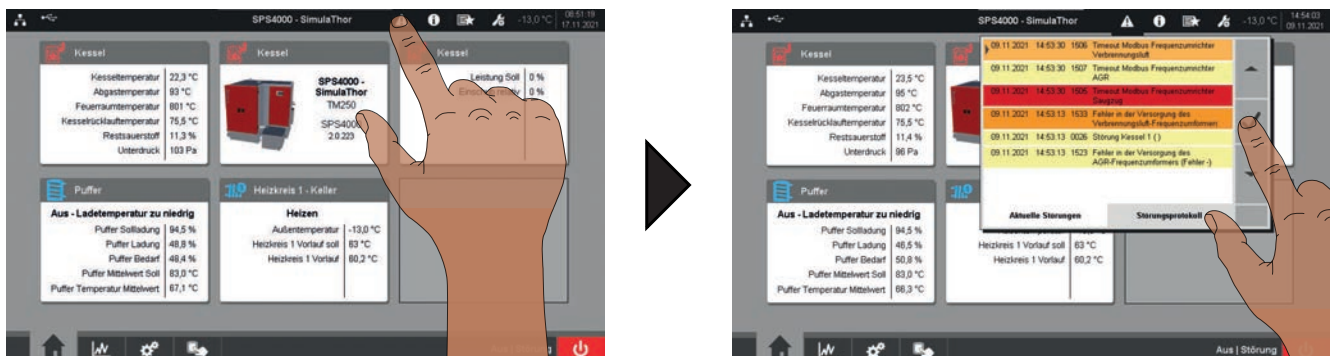 SPS4000 - SimulaThor
-13,0 °C
08:51:19
17.11.2021
Kessel
Kesseltemperatur 22,3 °C
Abgastemperatur 93 °C
Feuerraumtemperatur 801 °C
Kesselrücklauftemperatur 75,5 °C
Restsauerstoff 11,3 %
Unterdruck 103 Pa
Kessel
SPS4000 -
SimulaThor
TM250
SPS4000
2.0.223
Kessel
Leistung Soll 0 %
0 %
Puffer
Aus - Ladetemperatur zu niedrig
Puffer Sollladung 94,5 %
Puffer Ladung 48,8 %
Puffer Bedarf 48,4 %
Puffer Mittelwert Soll 83,0 °C
Puffer Temperatur Mittelwert 67,1 °C
Heizkreis 1 - Keller
Heizen
Außentemperatur -13,0 °C
Heizkreis 1 Vorlauf soll 63 °C
Heizkreis 1 Vorlauf 60,2 °C
Aus | Störung
SPS4000 - SimulaThor
-13,0 °C
14:54:03
09.11.2021
Kessel
Kesseltemperatur 23,5 °C
Abgastemperatur 95 °C
Feuerraumtemperatur 802 °C
Kesselrücklauftemperatur 75,5 °C
Restsauerstoff 11,4 %
Unterdruck 96 Pa
09.11.2021 14:53:30 1506 Timeout Modbus Frequenzumrichter
Verbrennungsluft
09.11.2021 14:53:30 1507 Timeout Modbus Frequenzumrichter
AGR
09.11.2021 14:53:30 1505 Timeout Modbus Frequenzumrichter
Saugzug
09.11.2021 14:53:13 1533 Fehler in der Versorgung des
Verbrennungsluft-Frequenzumformers
09.11.2021 14:53:13 0026 Störung Kessel 1 ( )
09.11.2021 14:53:13 1523 Fehler in der Versorgung des
AGR-Frequenzumformers (Fehler -)
Aktuelle Störungen
Störungsprotokoll
Puffer
Aus - Ladetemperatur zu niedrig
Puffer Sollladung 94,5 %
Puffer Ladung 46,5 %
Puffer Bedarf 50,8 %
Puffer Mittelwert Soll 83,0 °C
Puffer Temperatur Mittelwert 66,3 °C
Heizkreis 1 Vorlauf soll 63 °C
Heizkreis 1 Vorlauf 60,2 °C
Aus | Störung